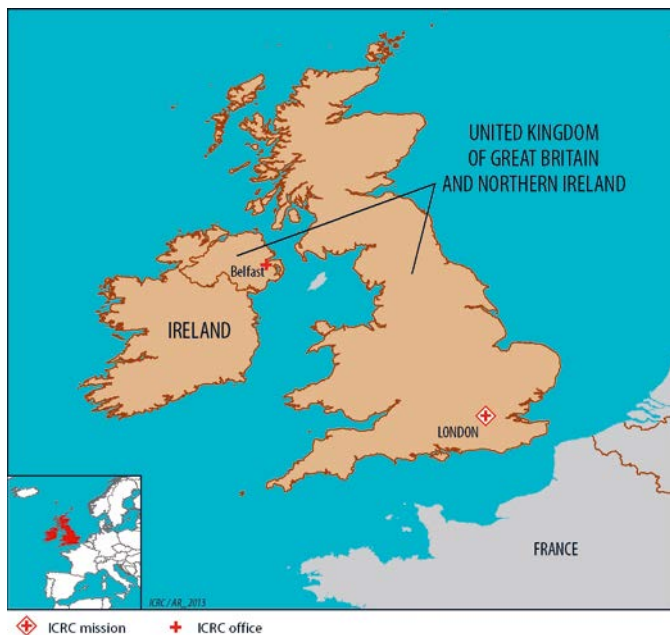 UNITED KINGDOM
OF GREAT BRITAIN
AND NORTHERN IRELAND
Belfast
IRELAND
LONDON
FRANCE
ICRC / AR_2013
ICRC mission
ICRC office